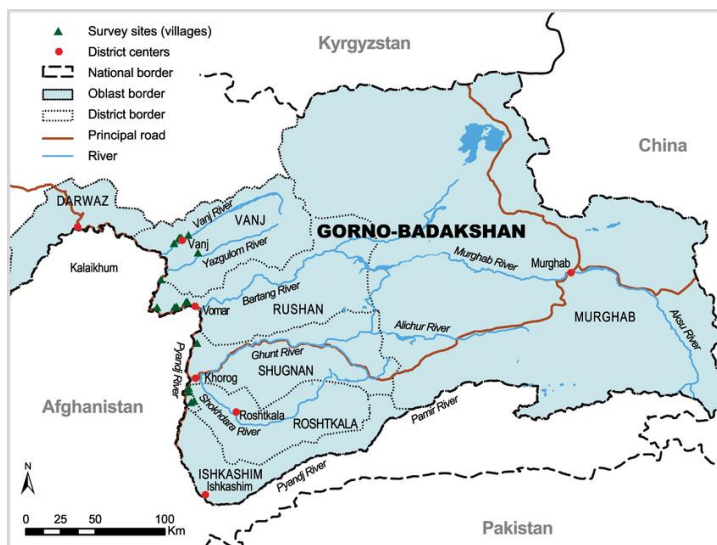 Kyrgyzstan
Survey sites (villages)
District centers
National border
Oblast border
District border
Principal road
River
China
DARWAZ
Vanj River
VANJ
Vanj
Yazgulom River
GORNO-BADAKSHAN
Kalaikhum
Murghab River
Murghab
Bartang River
Vomar
RUSHAN
MURGHAB
Aksu River
Alichur River
Ghunt River
Pyandj River
SHUGNAN
Khorog
Afghanistan
Shokhdara River
Roshtkala
ROSHTKALA
Pamir River
ISHKASHIM
Ishkashim
Pyandj River
N
0 25 50 100
Km
Pakistan